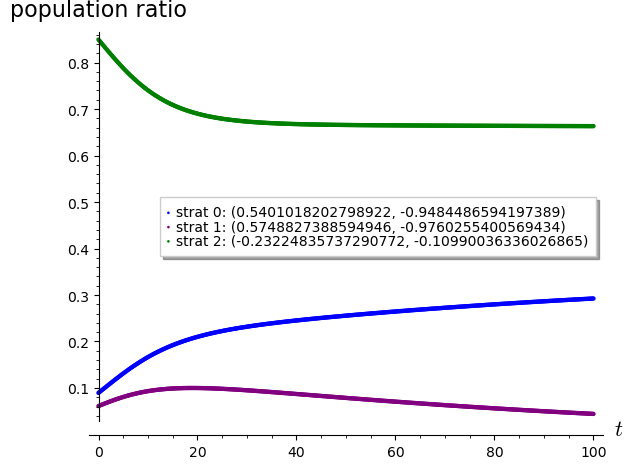 population ratio
0.8
0.7
0.6
0.5
strat 0: (0.5401018202798922, -0.9484486594197389)
strat 1: (0.5748827388594946, -0.9760255400569434)
strat 2: (-0.23224835737290772, -0.10990036336026865)
0.4
0.3
0.2
0.1
t
0 20 40 60 80 100